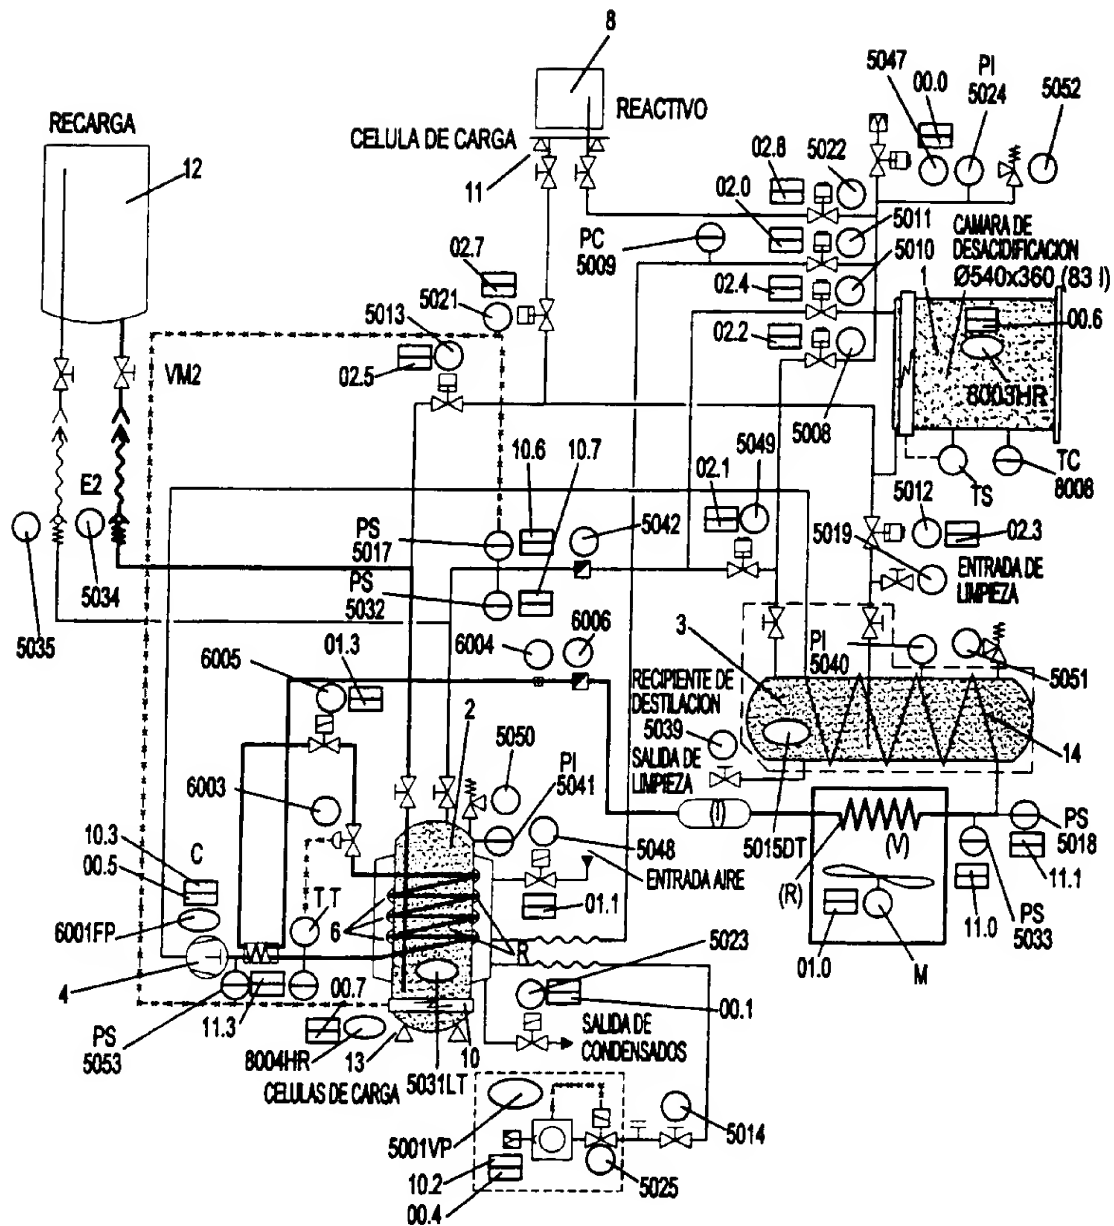 8
5047
00.0
PI
5024
5052
RECARGA
REACTIVO
CELULA DE CARGA
12
11
02.8
5022
02.0
5011
PC
5009
5010
02.4
02.2
5008
CAMARA DE
DESACIDIFICACION
1
Ø540x360 (83 l)
00.6
8003HR
02.7
5021
5013
02.5
VM2
TS
TC
8008
10.6
10.7
02.1
5049
5012
02.3
E2
PS
5017
5042
5019
ENTRADA DE
LIMPIEZA
5034
PS
5032
5035
6004
6006
3
PI
5040
5051
6005
01.3
RECIPIENTE DE
DESTILACION
5039
SALIDA DE
LIMPIEZA
2
5050
PI
5041
14
6003
5048
10.3
C
00.5
5015DT
(V)
PS
5018
ENTRADA AIRE
(R)
6001FP
T.T
6
01.1
11.1
11.0
PS
5033
R
5023
01.0
M
4
00.7
00.1
PS
5053
11.3
8004HR
13
10
SALIDA DE
CONDENSADOS
5031LT
CELULAS DE CARGA
5001VP
5014
10.2
5025
00.4